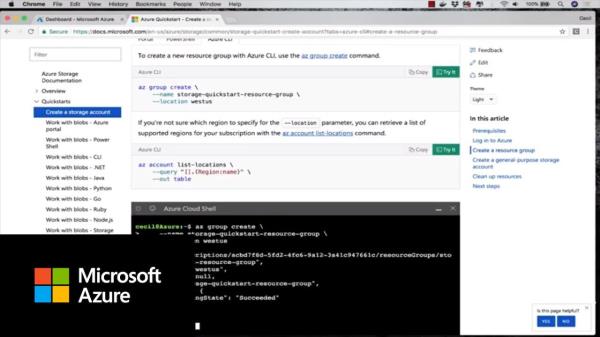 Chrome File Edit View History Bookmarks People Window Help
100%
Dashboard - Microsoft Azure
Azure Quickstart - Create a
Cecil
Secure
https://docs.microsoft.com/en-us/azure/storage/common/storage-quickstart-create-account?tabs=azure-cli#create-a-resource-group
Filter
Azure Storage
Documentation
Overview
Quickstarts
Create a storage account
Work with blobs - Azure
portal
Work with blobs - Power
Shell
Work with blobs - CLI
Work with blobs - .NET
Work with blobs - Java
Work with blobs - Python
Work with blobs - Go
Work with blobs - Ruby
Work with blobs - Node.js
Work with blobs - Storage
Portal PowerShell Azure CLI
To create a new resource group with Azure CLI, use the az group create command.
Azure CLI
Copy
Try It
az group create \
--name storage-quickstart-resource-group \
--location westus
If you're not sure which region to specify for the --location parameter, you can retrieve a list of
supported regions for your subscription with the az account list-locations command.
Azure CLI
Copy
Try It
az account list-locations \
--query "[].{Region:name}" \
--out table
Feedback
Edit
Share
Theme
Light
In this article
Prerequisites
Log in to Azure
Create a resource group
Create a general-purpose
storage account
Clean up resources
Next steps
Azure Cloud Shell
cecil@Azure:~$ az group create \
> --name storage-quickstart-resource-group \
n westus
criptions/acbd7f6d-5fd2-4fc6-9a12-3a41c947661c/resourceGroups/sto
-resource-group",
westus",
null,
age-quickstart-resource-group",
{
ngState": "Succeeded"
Microsoft
Azure
Is this page helpful?
YES
NO